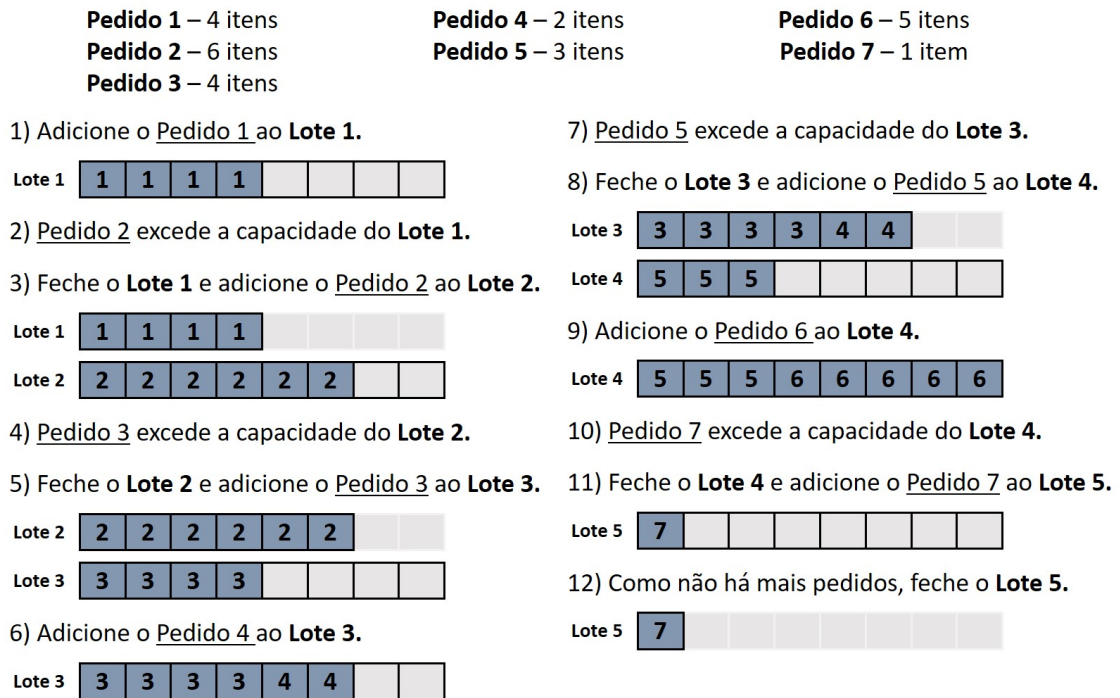 Pedido 1 – 4 itens
Pedido 2 – 6 itens
Pedido 3 – 4 itens
Pedido 4 – 2 itens
Pedido 5 – 3 itens
Pedido 6 – 5 itens
Pedido 7 – 1 item
1) Adicione o Pedido 1 ao Lote 1.
Lote 1 1 1 1 1
2) Pedido 2 excede a capacidade do Lote 1.
3) Feche o Lote 1 e adicione o Pedido 2 ao Lote 2.
Lote 1 1 1 1 1
Lote 2 2 2 2 2 2 2
4) Pedido 3 excede a capacidade do Lote 2.
5) Feche o Lote 2 e adicione o Pedido 3 ao Lote 3.
Lote 2 2 2 2 2 2 2
Lote 3 3 3 3 3
6) Adicione o Pedido 4 ao Lote 3.
Lote 3 3 3 3 3 4 4
7) Pedido 5 excede a capacidade do Lote 3.
8) Feche o Lote 3 e adicione o Pedido 5 ao Lote 4.
Lote 3 3 3 3 3 4 4
Lote 4 5 5 5
9) Adicione o Pedido 6 ao Lote 4.
Lote 4 5 5 5 6 6 6 6 6
10) Pedido 7 excede a capacidade do Lote 4.
11) Feche o Lote 4 e adicione o Pedido 7 ao Lote 5.
Lote 5 7
12) Como não há mais pedidos, feche o Lote 5.
Lote 5 7